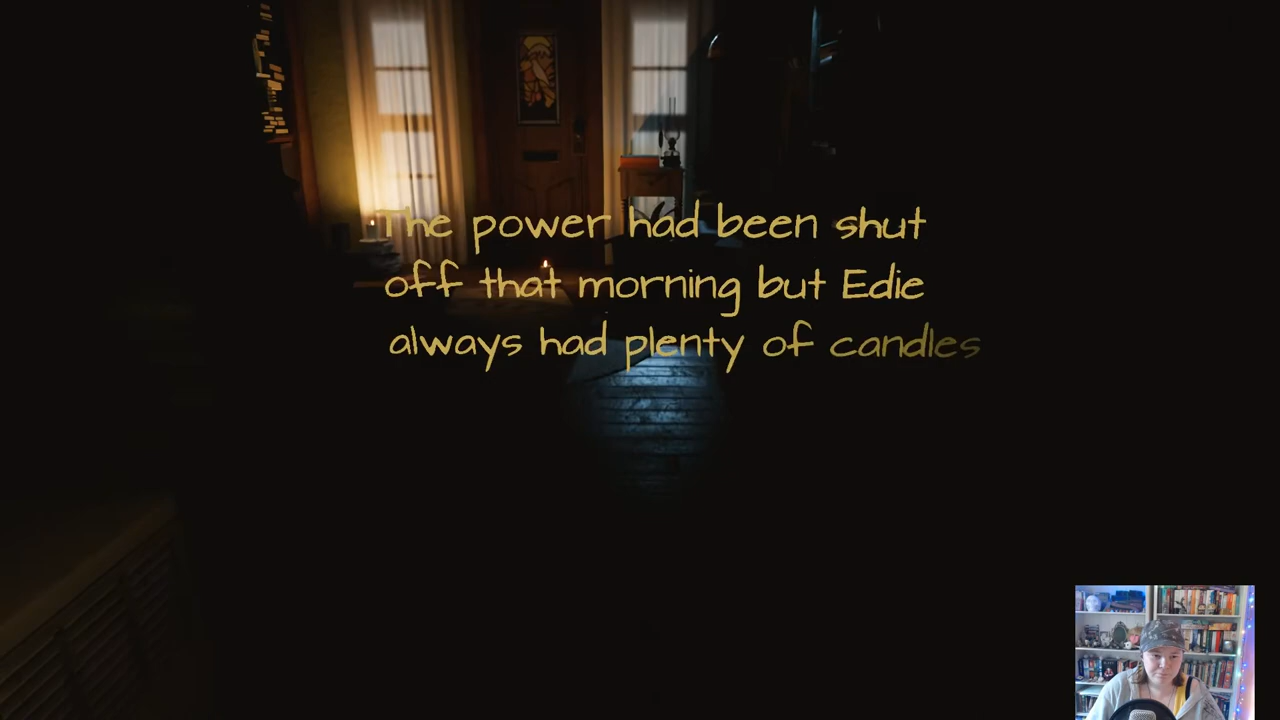 The power had been shut
off that morning but Edie
always had plenty of candles